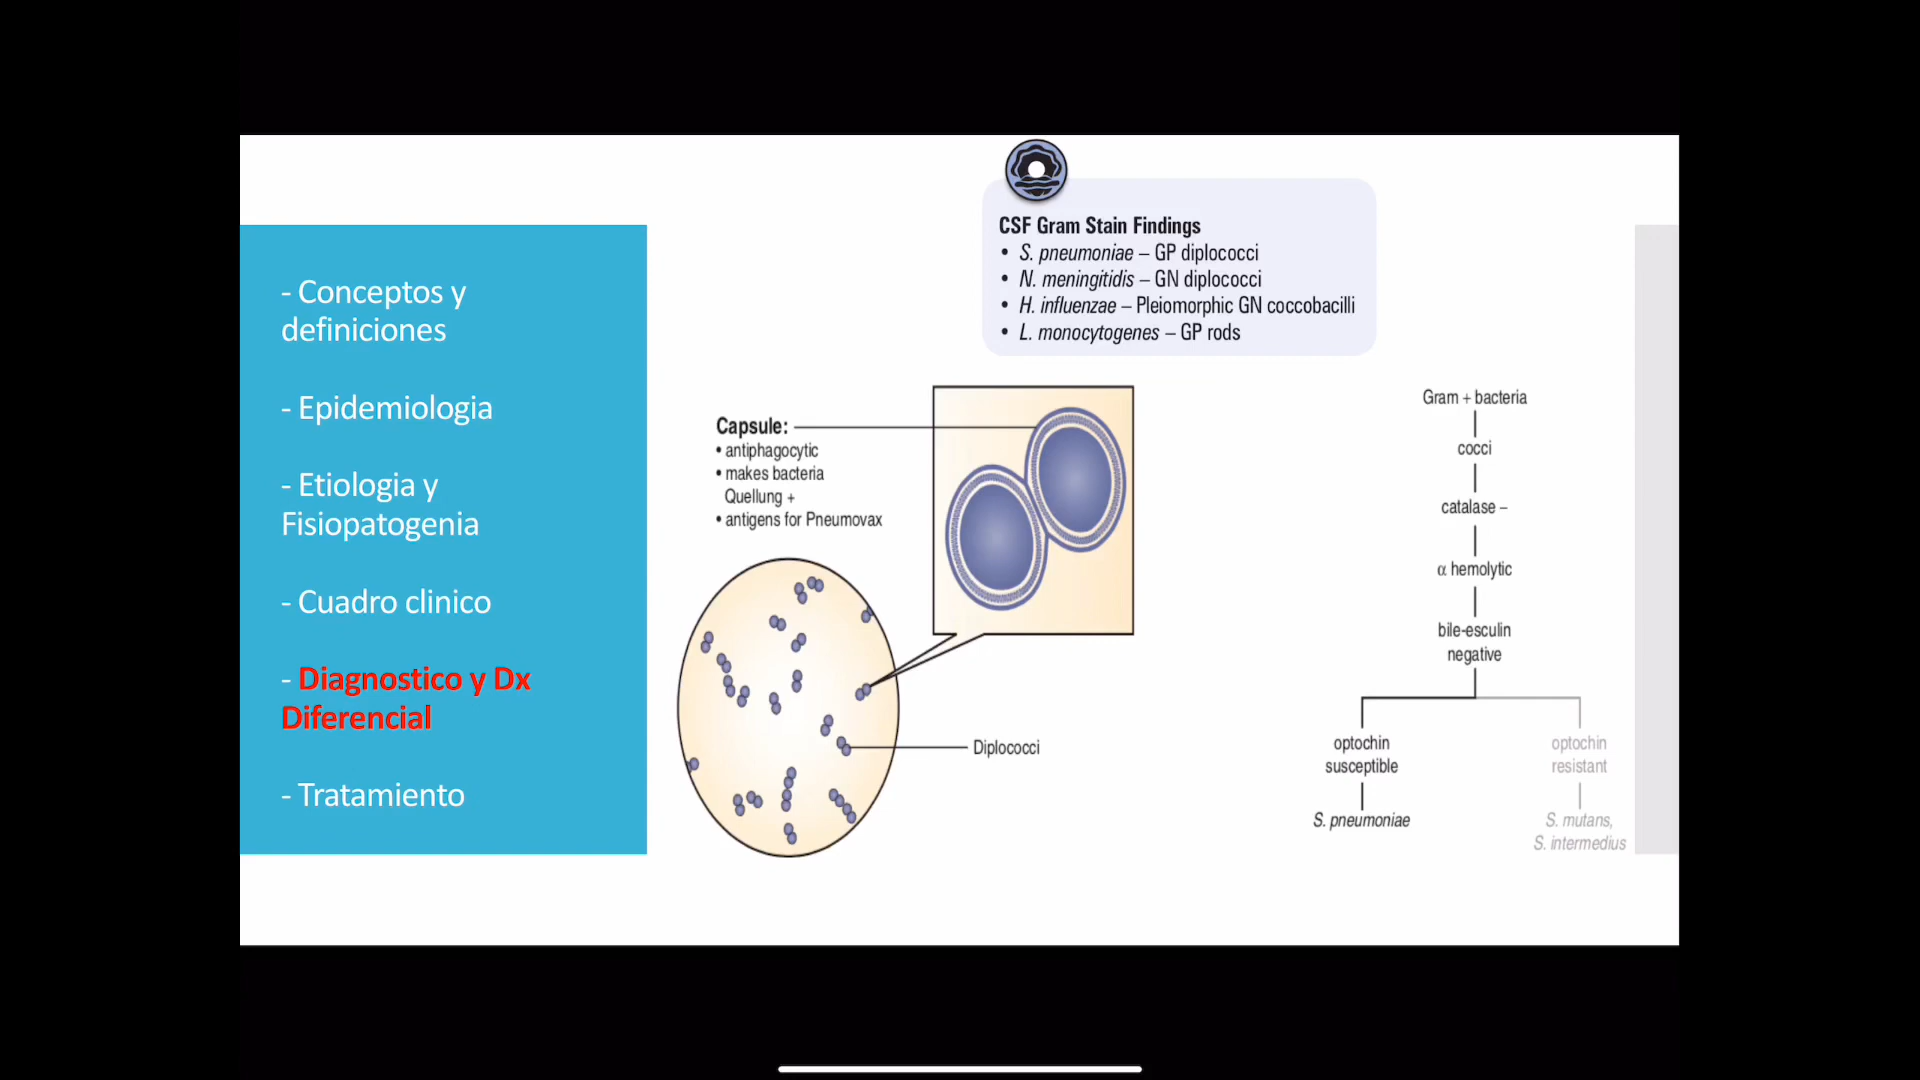 - Conceptos y
definiciones
- Epidemiologia
- Etiologia y
Fisiopatogenia
- Cuadro clinico
- Diagnostico y Dx
Diferencial
- Tratamiento
CSF Gram Stain Findings
• S. pneumoniae – GP diplococci
• N. meningitidis – GN diplococci
• H. influenzae – Pleiomorphic GN coccobacilli
• L. monocytogenes – GP rods
Capsule:
• antiphagocytic
• makes bacteria
Quellung +
• antigens for Pneumovax
Diplococci
Gram + bacteria
cocci
catalase –
α hemolytic
bile-esculin
negative
optochin
susceptible
S. pneumoniae
optochin
resistant
S. mutans,
S. intermedius